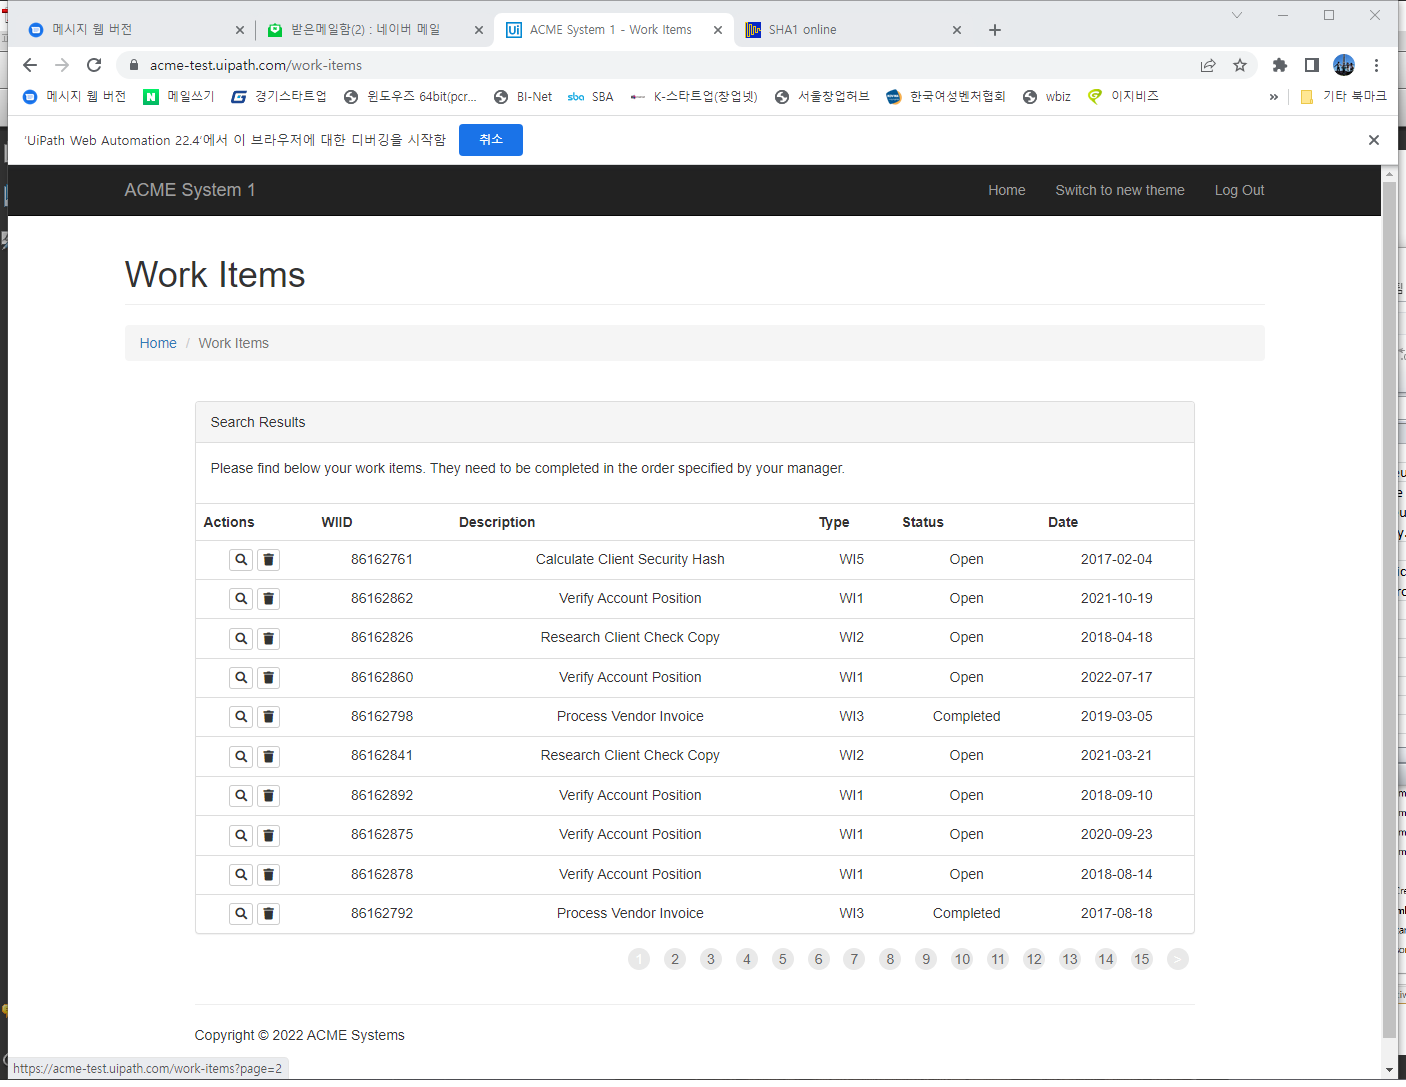 메시지 웹 버전
받은메일함(2) : 네이버 메일
ACME System 1 - Work Items
SHA1 online
acme-test.uipath.com/work-items
메시지 웹 버전 메일쓰기 경기스타트업 윈도우즈 64bit(pcr... BI-Net sba SBA K-스타트업(창업넷) 서울창업허브 한국여성벤처협회 wbiz 이지비즈 » 기타 북마크
'UiPath Web Automation 22.4'에서 이 브라우저에 대한 디버깅을 시작함 취소
ACME System 1 Home Switch to new theme Log Out
Work Items
Home / Work Items
Search Results
Please find below your work items. They need to be completed in the order specified by your manager.
Actions WIID Description Type Status Date
86162761 Calculate Client Security Hash WI5 Open 2017-02-04
86162862 Verify Account Position WI1 Open 2021-10-19
86162826 Research Client Check Copy WI2 Open 2018-04-18
86162860 Verify Account Position WI1 Open 2022-07-17
86162798 Process Vendor Invoice WI3 Completed 2019-03-05
86162841 Research Client Check Copy WI2 Open 2021-03-21
86162892 Verify Account Position WI1 Open 2018-09-10
86162875 Verify Account Position WI1 Open 2020-09-23
86162878 Verify Account Position WI1 Open 2018-08-14
86162792 Process Vendor Invoice WI3 Completed 2017-08-18
1 2 3 4 5 6 7 8 9 10 11 12 13 14 15 >
Copyright © 2022 ACME Systems
https://acme-test.uipath.com/work-items?page=2